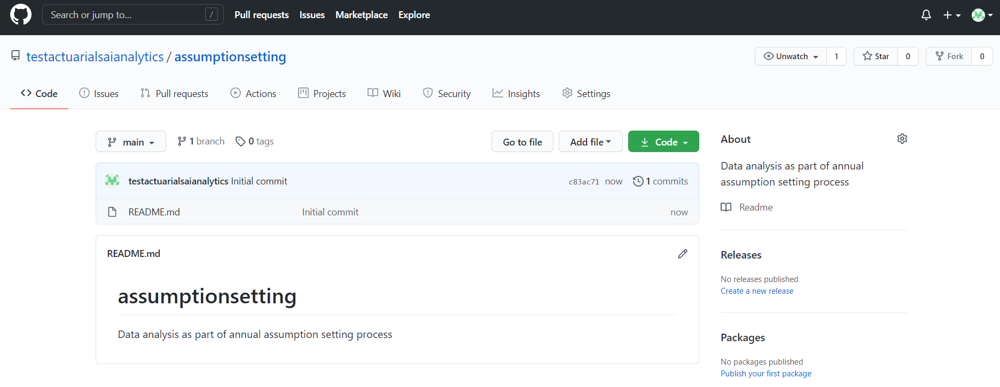 Search or jump to... /
Pull requests Issues Marketplace Explore
testactuarialsaianalytics / assumptionsetting
Unwatch 1 Star 0 Fork 0
Code Issues Pull requests Actions Projects Wiki Security Insights Settings
main 1 branch 0 tags
Go to file Add file Code
testactuarialsaianalytics Initial commit c83ac71 now 1 commits
README.md Initial commit now
README.md
assumptionsetting
Data analysis as part of annual assumption setting process
About
Data analysis as part of annual
assumption setting process
Readme
Releases
No releases published
Create a new release
Packages
No packages published
Publish your first package